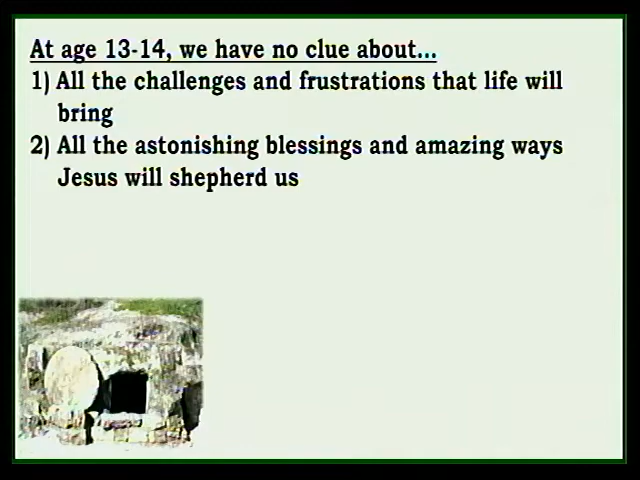 At age 13-14, we have no clue about...
1) All the challenges and frustrations that life will
bring
2) All the astonishing blessings and amazing ways
Jesus will shepherd us